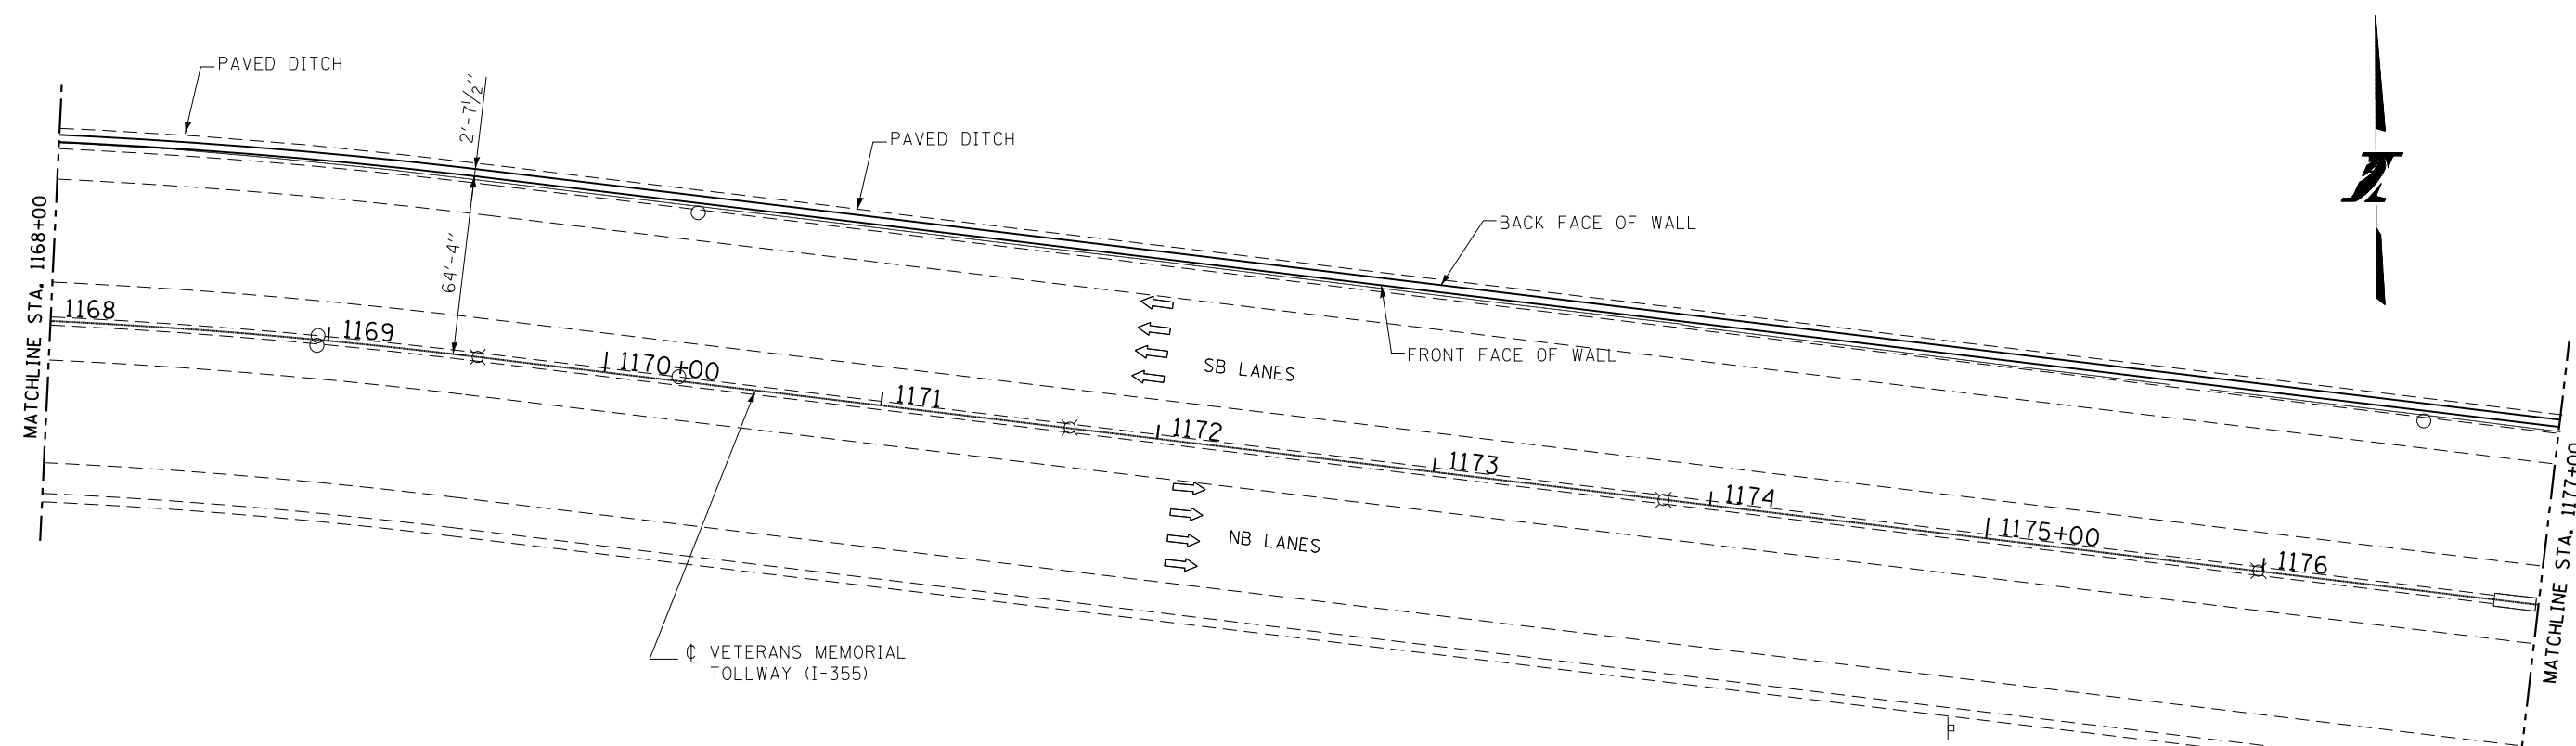 PAVED DITCH
2'-7½"
PAVED DITCH
BACK FACE OF WALL
FRONT FACE OF WALL
64'-4"
MATCHLINE STA. 1168+00
1168
1169
1170+00
1171
1172
1173
1174
1175+00
1176
SB LANES
NB LANES
℄ VETERANS MEMORIAL
TOLLWAY (I-355)
MATCHLINE STA. 1177+00